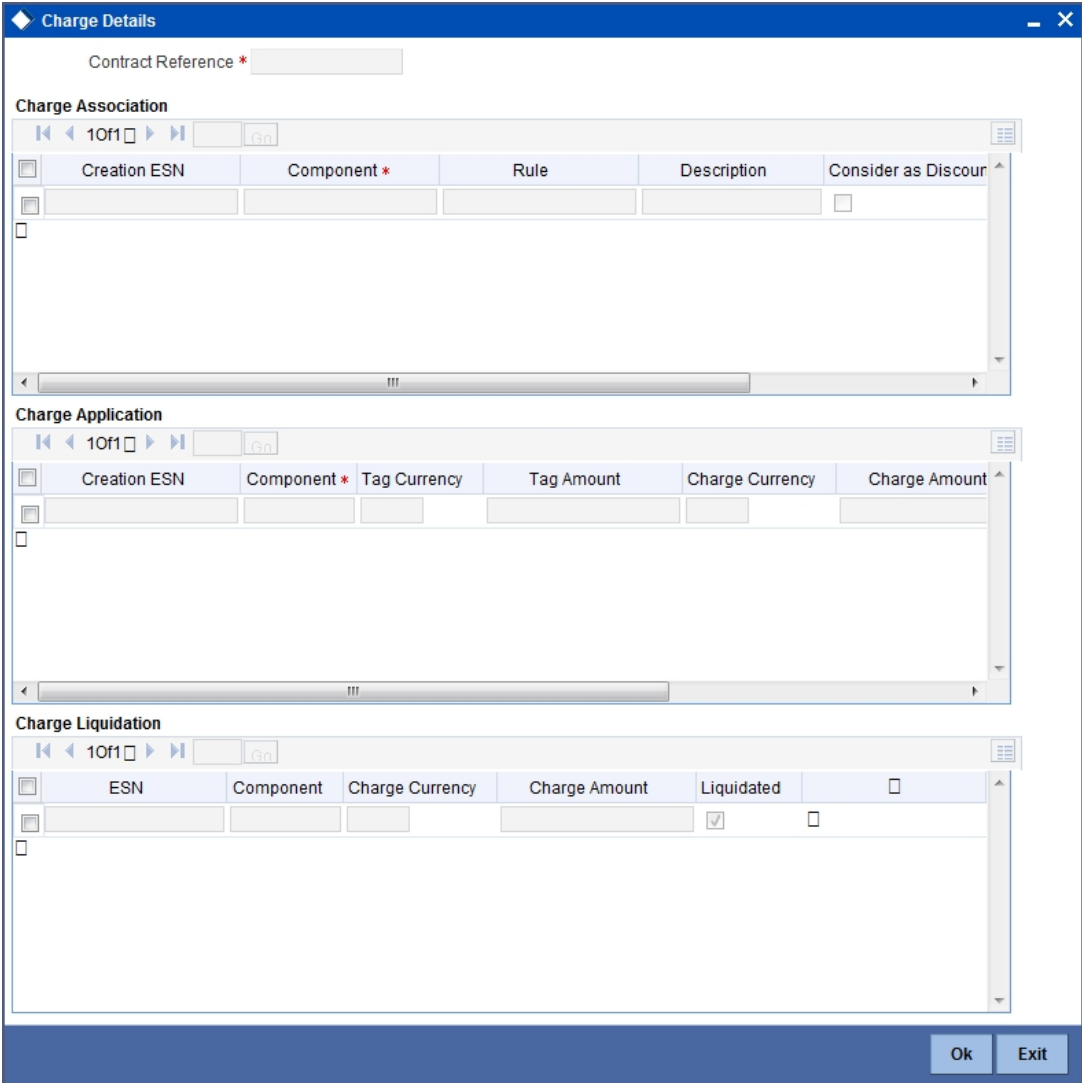 Charge Details
Contract Reference *
Charge Association
1Of1 Go
Creation ESN Component * Rule Description Consider as Discoun
Charge Application
1Of1 Go
Creation ESN Component * Tag Currency Tag Amount Charge Currency Charge Amount
Charge Liquidation
1Of1 Go
ESN Component Charge Currency Charge Amount Liquidated
Ok Exit